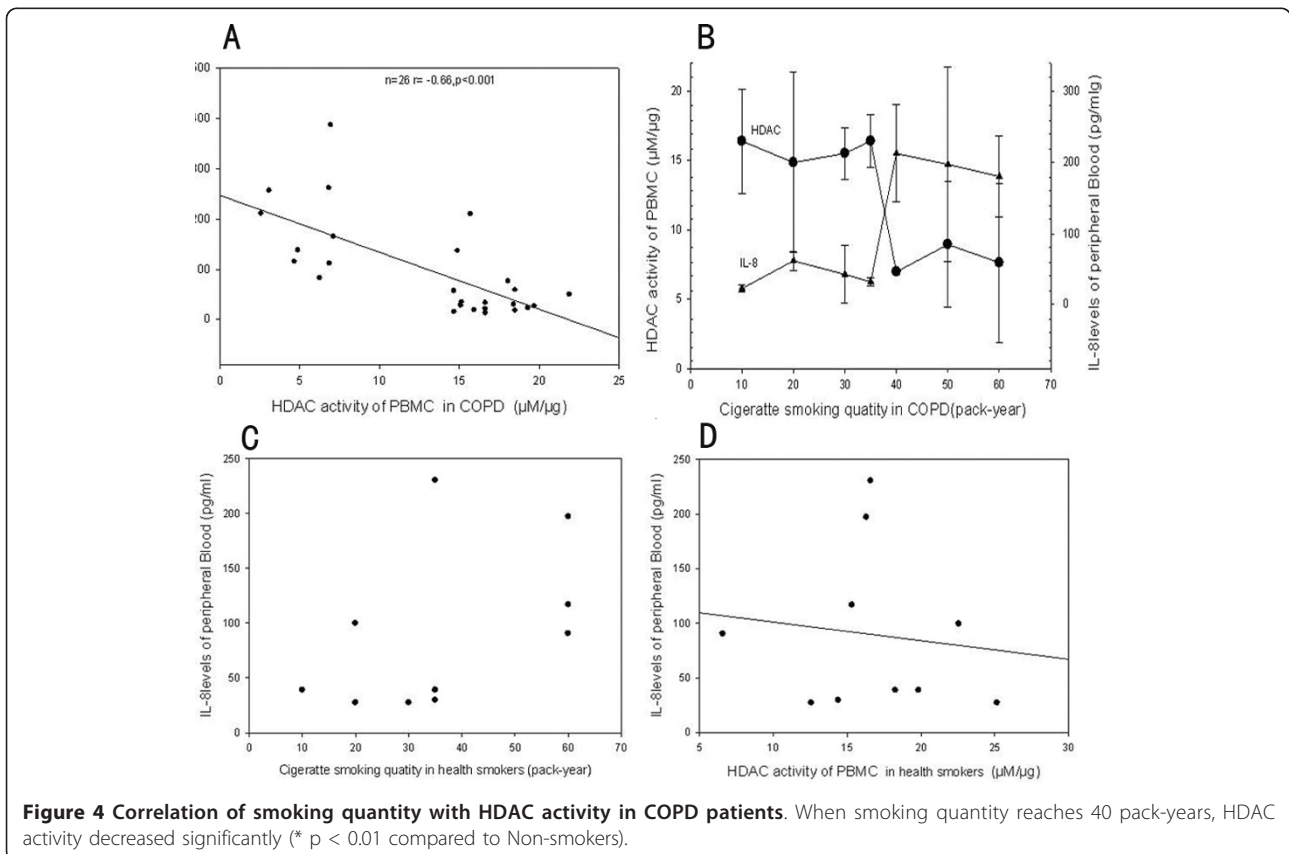 A
n=26 r= -0.66,p<0.001
500
400
300
200
100
0
0 5 10 15 20 25
HDAC activity of PBMC in COPD (µM/µg)
B
HDAC activity of PBMC (µM/µg)
20
15
10
5
0
HDAC
IL-8
300
200
100
0
IL-8levels of peripheral Blood (pg/mlg)
0 10 20 30 40 50 60 70
Cigeratte smoking quatity in COPD(pack-year)
C
IL-8levels of peripheral Blood (pg/ml)
250
200
150
100
50
0
0 10 20 30 40 50 60 70
Cigeratte smoking quatity in health smokers (pack-year)
D
IL-8levels of peripheral Blood (pg/ml)
250
200
150
100
50
0
5 10 15 20 25 30
HDAC activity of PBMC in health smokers (µM/µg)
Figure 4 Correlation of smoking quantity with HDAC activity in COPD patients. When smoking quantity reaches 40 pack-years, HDAC
activity decreased significantly (* p < 0.01 compared to Non-smokers).